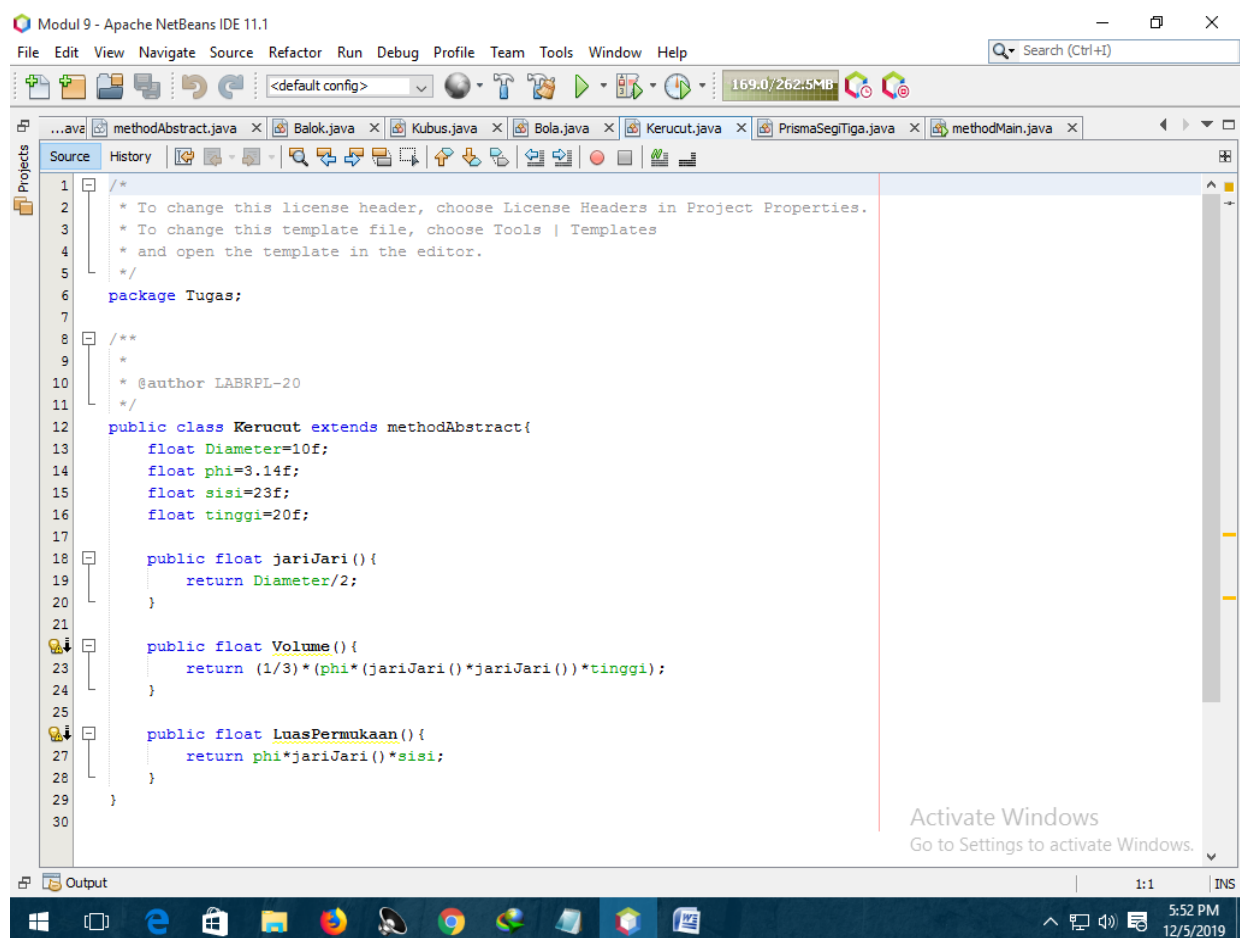 Modul 9 - Apache NetBeans IDE 11.1
File Edit View Navigate Source Refactor Run Debug Profile Team Tools Window Help
Search (Ctrl+I)
<default config>
169.0/262.5MB
...ava methodAbstract.java Balok.java Kubus.java Bola.java Kerucut.java PrismaSegiTiga.java methodMain.java
Projects
Source History
1 /*
2 * To change this license header, choose License Headers in Project Properties.
3 * To change this template file, choose Tools | Templates
4 * and open the template in the editor.
5 */
6 package Tugas;
7
8 /**
9 *
10 * @author LABRPL-20
11 */
12 public class Kerucut extends methodAbstract{
13 float Diameter=10f;
14 float phi=3.14f;
15 float sisi=23f;
16 float tinggi=20f;
17
18 public float jariJari(){
19 return Diameter/2;
20 }
21
public float Volume(){
23 return (1/3)*(phi*(jariJari()*jariJari())*tinggi);
24 }
25
public float LuasPermukaan(){
27 return phi*jariJari()*sisi;
28 }
29 }
30
Activate Windows
Go to Settings to activate Windows.
Output
1:1 INS
5:52 PM
12/5/2019